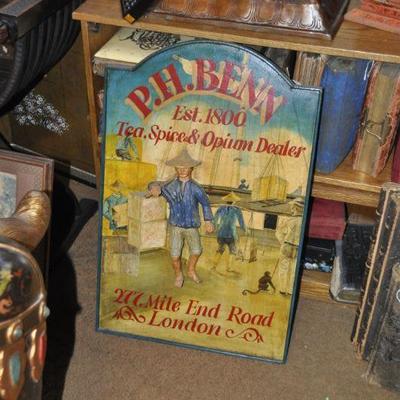 P.H.BENN
Est.1800
Tea,Spice&Opium Dealer
277,Mile End Road
London